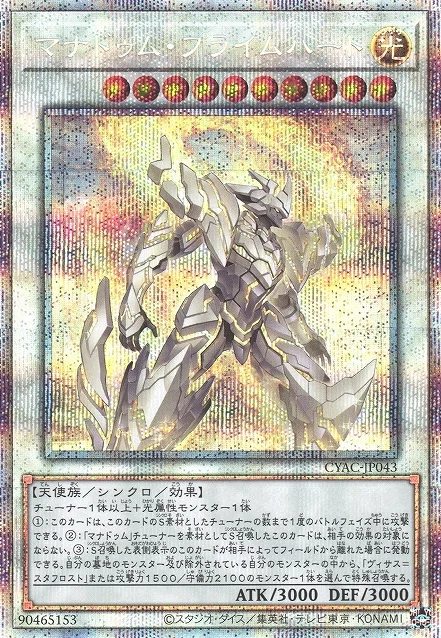 マナドゥム・プライムハート
光
CYAC-JP043
【天使族/シンクロ/効果】
チューナー1体以上+光属性モンスター1体
①:このカードは、このカードのS素材としたチューナーの数まで1度のバトルフェイズ中に攻撃
できる。②:「マナドゥム」チューナーを素材としてS召喚したこのカードは、相手の効果の対象に
ならない。③:S召喚した表側表示のこのカードが相手によってフィールドから離れた場合に発動
できる。自分の墓地のモンスター及び除外されている自分のモンスターの中から、「ヴィサス=
スタフロスト」または攻撃力1500/守備力2100のモンスター1体を選んで特殊召喚する。
ATK/3000 DEF/3000
90465153
©スタジオ・ダイス/集英社・テレビ東京・KONAMI